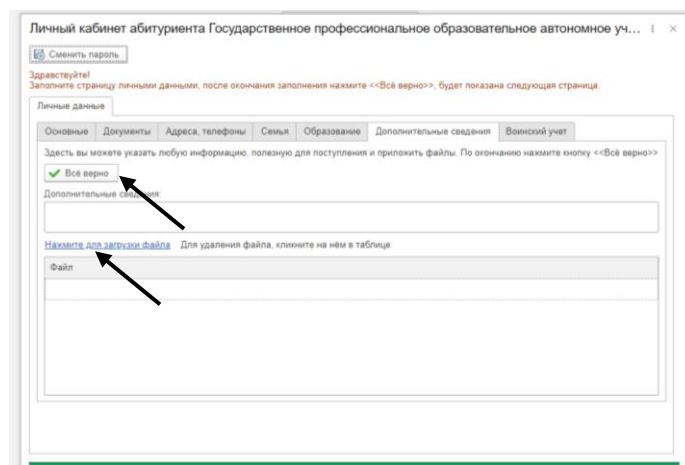 Личный кабинет абитуриента Государственное профессиональное образовательное автономное уч...
Сменить пароль
Здравствуйте!
Заполните страницу личными данными, после окончания заполнения нажмите <<Всё верно>>, будет показана следующая страница.
Личные данные
Основные Документы Адреса, телефоны Семья Образование Дополнительные сведения Воинский учет
Здесь вы можете указать любую информацию, полезную для поступления и приложить файлы. По окончанию нажмите кнопку <<Всё верно>>
Всё верно
Дополнительные сведения:
Нажмите для загрузки файла Для удаления файла, кликните на нём в таблице
Файл